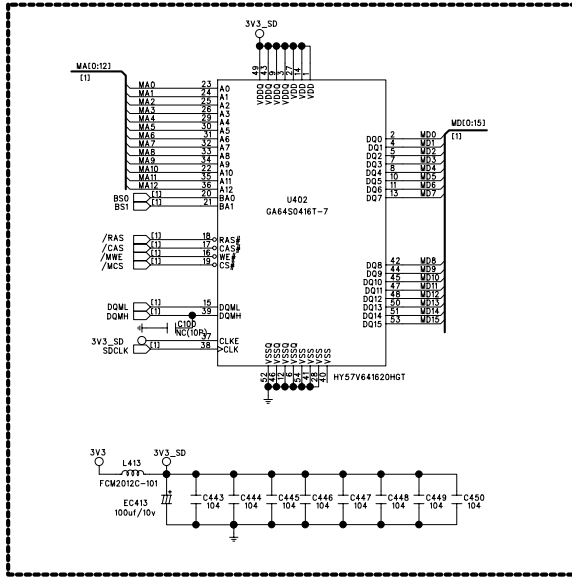 3V3_SD
MA[0:12]
[1]
49 VDDQ
43 VDDQ
9 VDDQ
3 VDDQ
27 VDD
14 VDD
1 VDD
MA0 23 A0
MA1 24 A1
MA2 25 A2
MA3 26 A3
MA4 29 A4
MA5 30 A5
MA6 31 A6
MA7 32 A7
MA8 33 A8
MA9 34 A9
MA10 22 A10
MA11 35 A11
MA12 36 A12
BS0 [1] 20 BA0
BS1 [1] 21 BA1
U402
GA64S0416T-7
/RAS [1] 18 RAS#
/CAS [1] 17 CAS#
/MWE [1] 16 WE#
/MCS [1] 19 CS#
DQML [1] 15 DQML
DQMH [1] 39 DQMH
C100
NC(10P)
3V3_SD 37 CLKE
SDCLK [1] 38 CLK
MD[0:15]
[1]
DQ0 2 MD0
DQ1 4 MD1
DQ2 5 MD2
DQ3 7 MD3
DQ4 8 MD4
DQ5 10 MD5
DQ6 11 MD6
DQ7 13 MD7
DQ8 42 MD8
DQ9 44 MD9
DQ10 45 MD10
DQ11 47 MD11
DQ12 48 MD12
DQ13 50 MD13
DQ14 51 MD14
DQ15 53 MD15
VSSQ 52
VSSQ 46
VSSQ 12
VSSQ 6
VSS 54
VSS 41
VSS 28
VSS 40
HY57V641620HGT
3V3
L413
FCM2012C-101
3V3_SD
+
EC413
100uf/10v
C443
104
C444
104
C445
104
C446
104
C447
104
C448
104
C449
104
C450
104